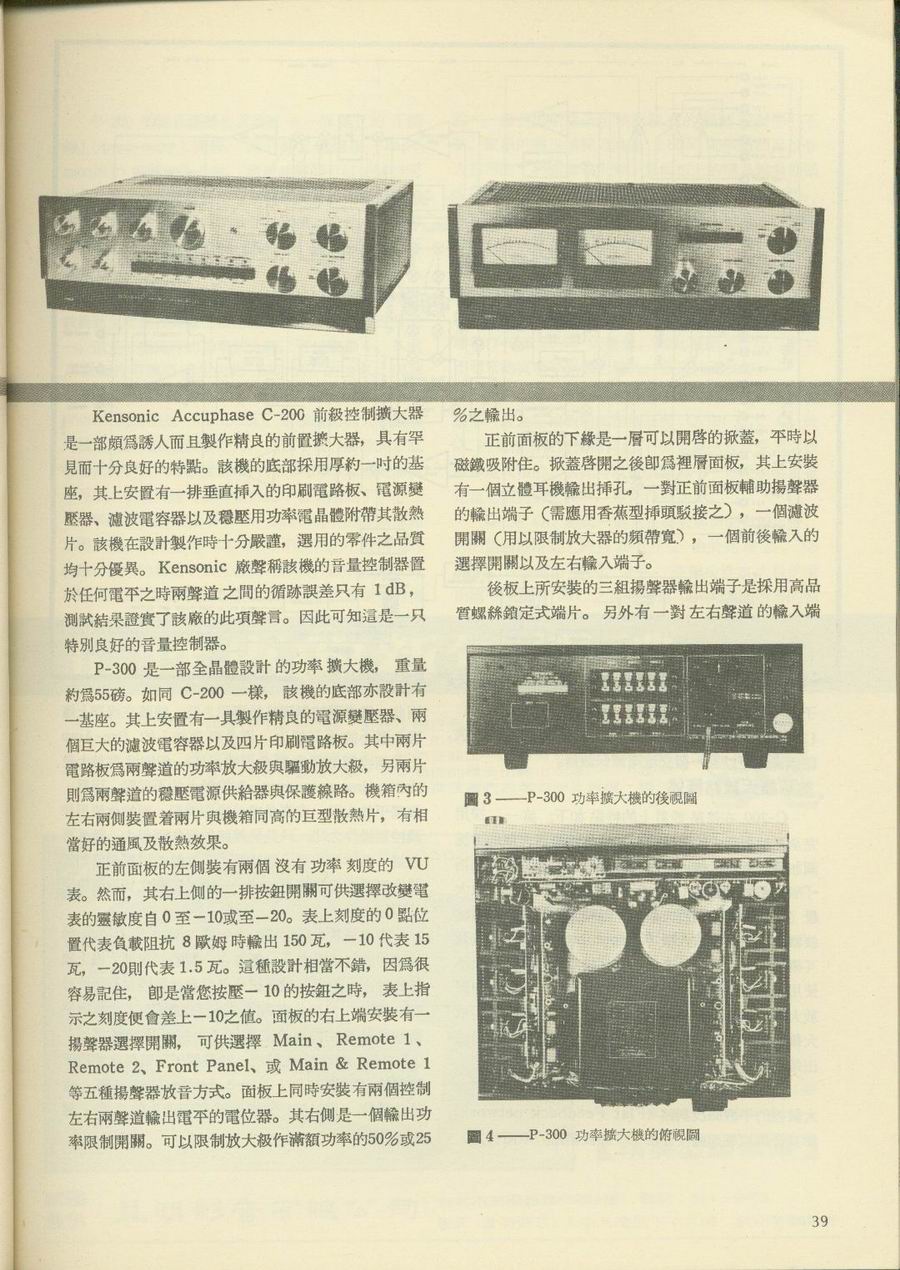 Kensonic Accuphase C-200 前級控制擴大器
是一部頗爲誘人而且製作精良的前置擴大器，具有罕
見而十分良好的特點。該機的底部採用厚約一吋的基
座，其上安置有一排垂直挿入的印刷電路板、電源變
壓器、濾波電容器以及穩壓用功率電晶體附帶其散熱
片。該機在設計製作時十分嚴謹，選用的零件之品質
均十分優異。 Kensonic 廠聲稱該機的音量控制器置
於任何電平之時兩聲道之間的循跡誤差只有 1 dB，
測試結果證實了該廠的此項聲言。因此可知這是一只
特別良好的音量控制器。
P-300 是一部全晶體設計的功率擴大機， 重量
約爲55磅。如同 C-200 一樣， 該機的底部亦設計有
一基座。其上安置有一具製作精良的電源變壓器、兩
個巨大的濾波電容器以及四片印刷電路板。其中兩片
電路板爲兩聲道的功率放大級與驅動放大級，另兩片
則爲兩聲道的穩壓電源供給器與保護線路。機箱內的
左右兩側裝置着兩片與機箱同高的巨型散熱片，有相
當好的通風及散熱效果。
正前面板的左側裝有兩個沒有功率刻度的 VU
表。然而，其右上側的一排按鈕開關可供選擇改變電
表的靈敏度自 0 至－10或至－20。表上刻度的 0 點位
置代表負載阻抗 8 歐姆時輸出 150 瓦，－10 代表 15
瓦，－20則代表 1.5 瓦。這種設計相當不錯，因爲很
容易記住， 卽是當您按壓－10 的按鈕之時， 表上指
示之刻度便會差上－10之值。面板的右上端安裝有一
揚聲器選擇開關， 可供選擇 Main 、 Remote 1 、
Remote 2、Front Panel、或 Main & Remote 1
等五種揚聲器放音方式。面板上同時安裝有兩個控制
左右兩聲道輸出電平的電位器。其右側是一個輸出功
率限制開關。可以限制放大級作滿額功率的50%或25
%之輸出。
正前面板的下緣是一層可以開啓的掀蓋，平時以
磁鐵吸附住。掀蓋啓開之後卽爲裡層面板，其上安裝
有一個立體耳機輸出揷孔，一對正前面板輔助揚聲器
的輸出端子（需應用香蕉型揷頭駁接之），一個濾波
開關（用以限制放大器的頻帶寬），一個前後輸入的
選擇開關以及左右輸入端子。
後板上所安裝的三組揚聲器輸出端子是採用高品
質螺絲鎖定式端片。 另外有一對左右聲道的輸入端
圖 3 ——P-300 功率擴大機的後視圖
圖 4 ——P-300 功率擴大機的俯視圖
39